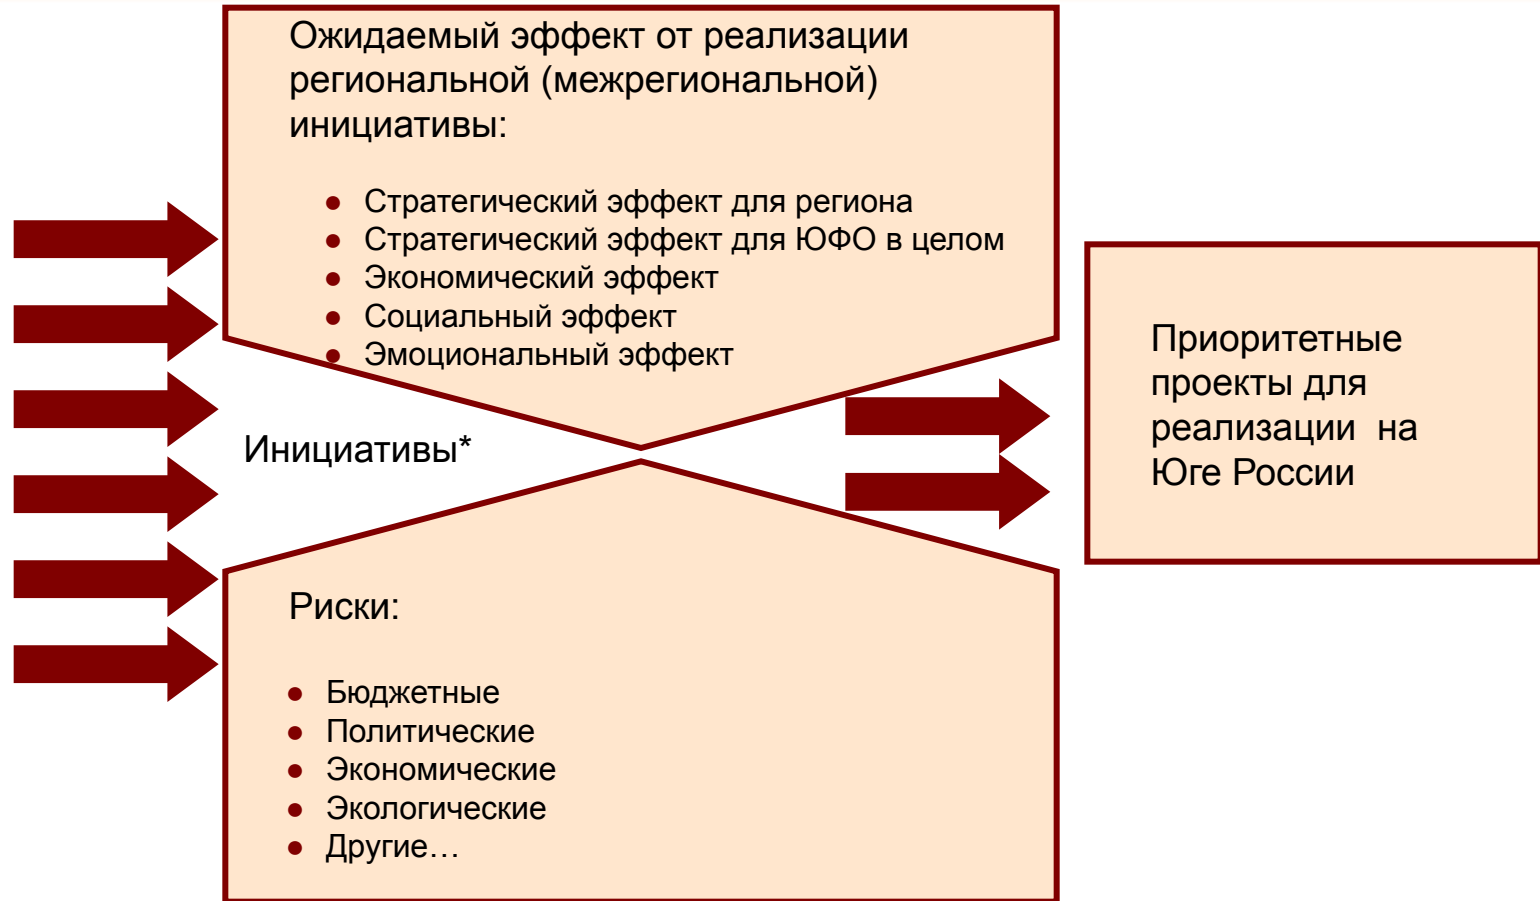 Ожидаемый эффект от реализации
региональной (межрегиональной)
инициативы:
● Стратегический эффект для региона
● Стратегический эффект для ЮФО в целом
● Экономический эффект
● Социальный эффект
● Эмоциональный эффект
Инициативы*
Приоритетные
проекты для
реализации на
Юге России
Риски:
● Бюджетные
● Политические
● Экономические
● Экологические
● Другие…